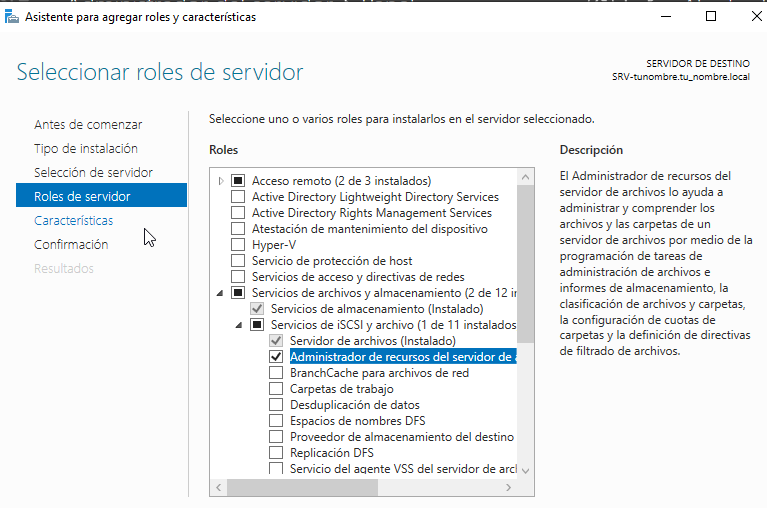 Asistente para agregar roles y características
Seleccionar roles de servidor
SERVIDOR DE DESTINO
SRV-tunombre.tu_nombre.local
Antes de comenzar
Tipo de instalación
Selección de servidor
Roles de servidor
Características
Confirmación
Resultados
Seleccione uno o varios roles para instalarlos en el servidor seleccionado.
Roles
Acceso remoto (2 de 3 instalados)
Active Directory Lightweight Directory Services
Active Directory Rights Management Services
Atestación de mantenimiento del dispositivo
Hyper-V
Servicio de protección de host
Servicios de acceso y directivas de redes
Servicios de archivos y almacenamiento (2 de 12 in
Servicios de almacenamiento (Instalado)
Servicios de iSCSI y archivo (1 de 11 instalados
Servidor de archivos (Instalado)
Administrador de recursos del servidor de a
BranchCache para archivos de red
Carpetas de trabajo
Desduplicación de datos
Espacios de nombres DFS
Proveedor de almacenamiento del destino
Replicación DFS
Servicio del agente VSS del servidor de arcl
Descripción
El Administrador de recursos del
servidor de archivos lo ayuda a
administrar y comprender los
archivos y las carpetas de un
servidor de archivos por medio de la
programación de tareas de
administración de archivos e
informes de almacenamiento, la
clasificación de archivos y carpetas,
la configuración de cuotas de
carpetas y la definición de directivas
de filtrado de archivos.